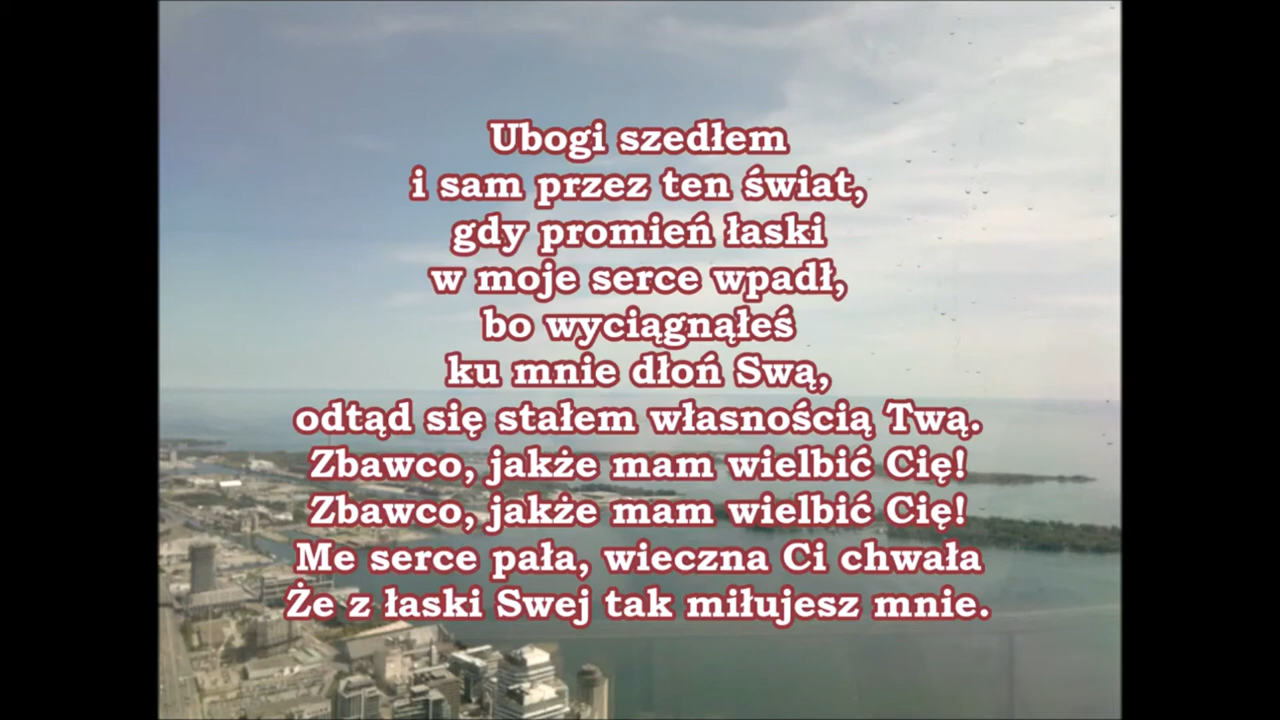 Ubogi szedłem
i sam przez ten świat,
gdy promień łaski
w moje serce wpadł,
bo wyciągnąłeś
ku mnie dłoń Swą,
odtąd się stałem własnością Twą.
Zbawco, jakże mam wielbić Cię!
Zbawco, jakże mam wielbić Cię!
Me serce pała, wieczna Ci chwała
Że z łaski Swej tak miłujesz mnie.